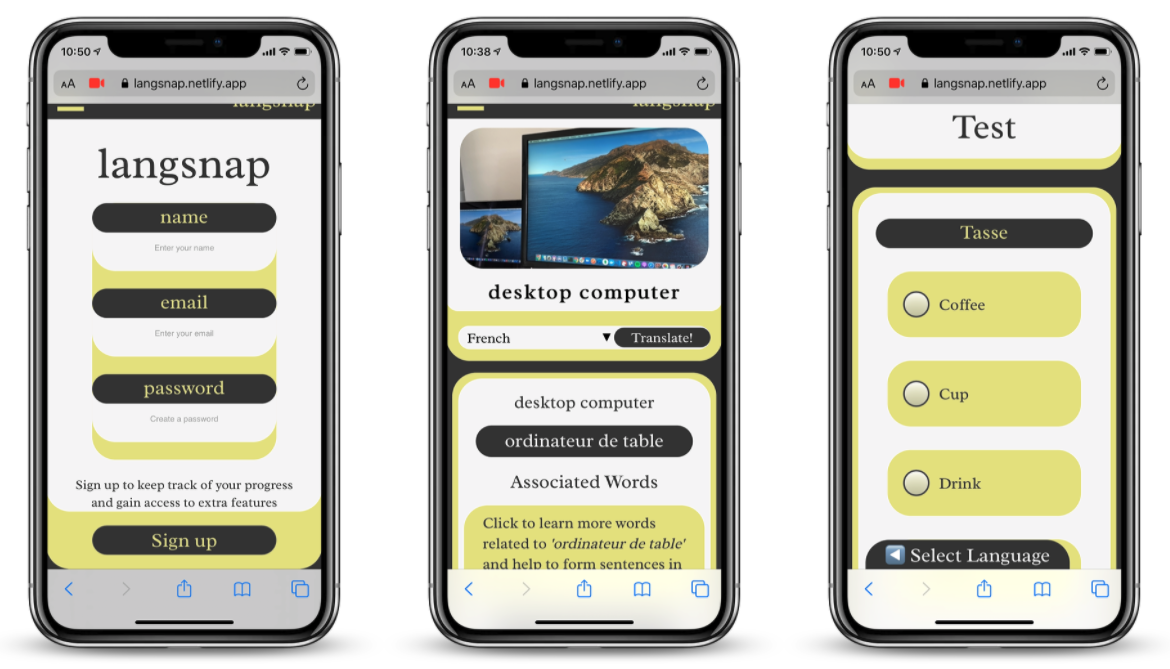 10:50
AA langsnap.netlify.app
langsnap
langsnap
name
Enter your name
email
Enter your email
password
Create a password
Sign up to keep track of your progress
and gain access to extra features
Sign up
10:38
AA langsnap.netlify.app
langsnap
desktop computer
French ▼ Translate!
desktop computer
ordinateur de table
Associated Words
Click to learn more words
related to 'ordinateur de table'
and help to form sentences in
10:50
AA langsnap.netlify.app
Test
Tasse
Coffee
Cup
Drink
Select Language